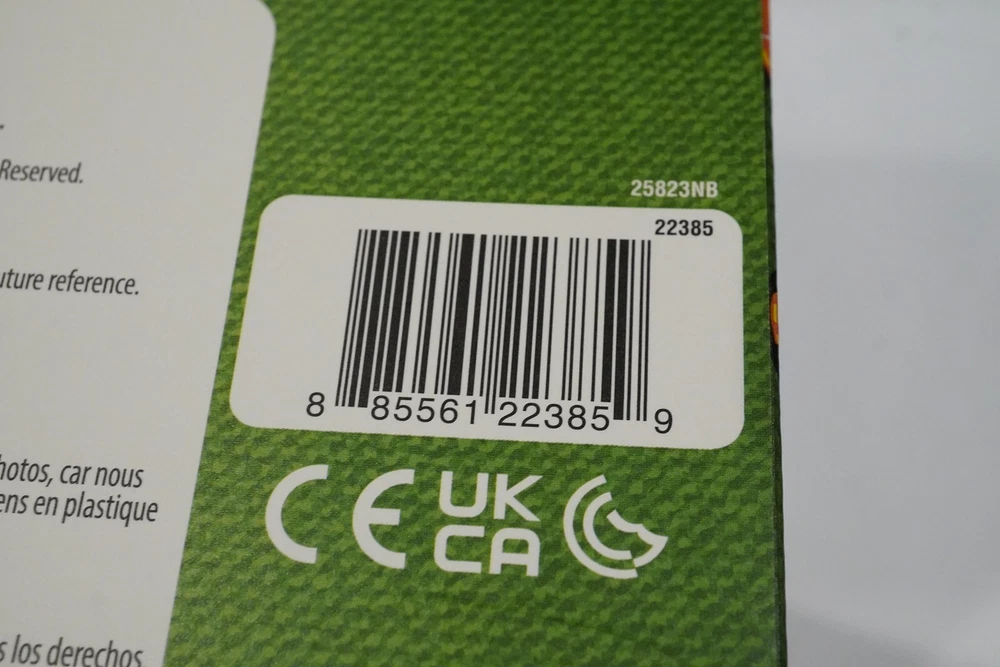 Reserved.
25823NB
22385
uture reference.
8 85561 22385 9
hotos, car nous
ens en plastique
CE
UK
CA
s los derechos